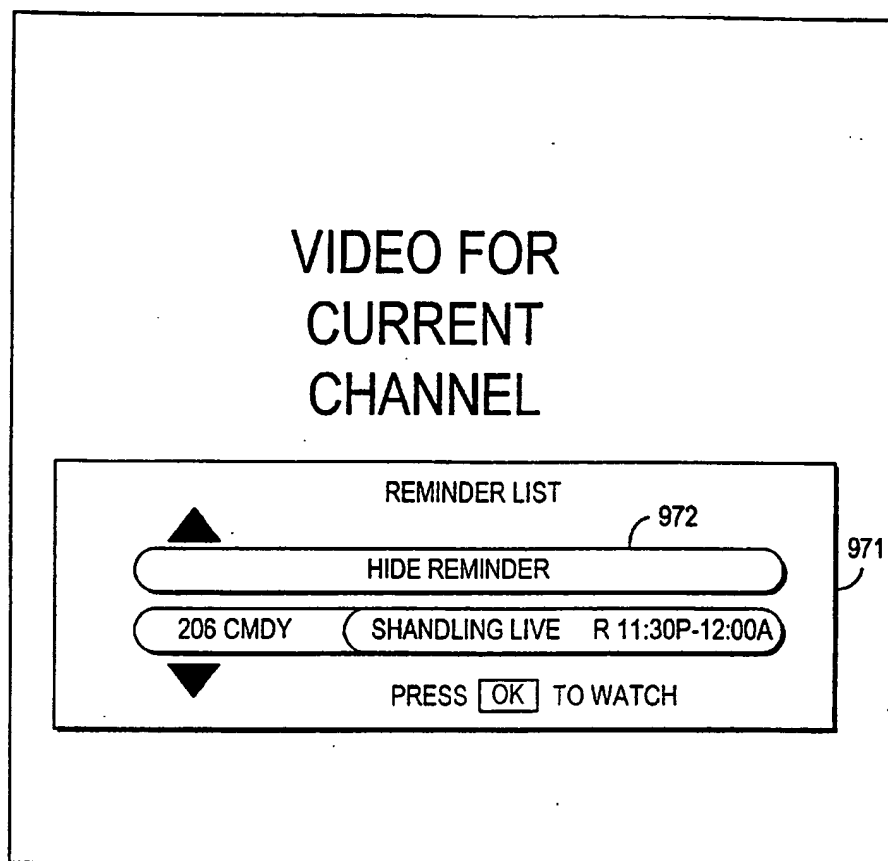 VIDEO FOR
CURRENT
CHANNEL
REMINDER LIST
972
971
HIDE REMINDER
206 CMDY SHANDLING LIVE R 11:30P-12:00A
PRESS OK TO WATCH